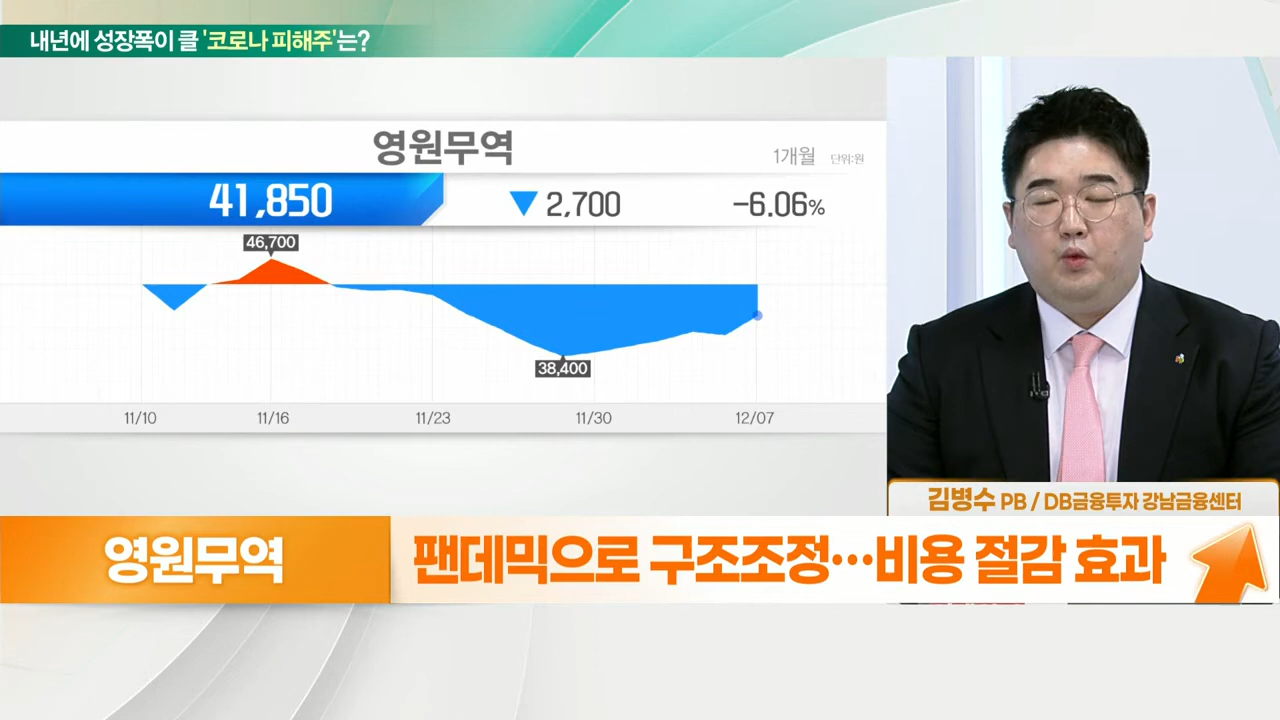 내년에 성장폭이 클 '코로나 피해주'는?
영원무역
1개월 단위:원
41,850 ▼ 2,700 -6.06%
46,700
38,400
11/10 11/16 11/23 11/30 12/07
김병수 PB / DB금융투자 강남금융센터
영원무역 팬데믹으로 구조조정…비용 절감 효과